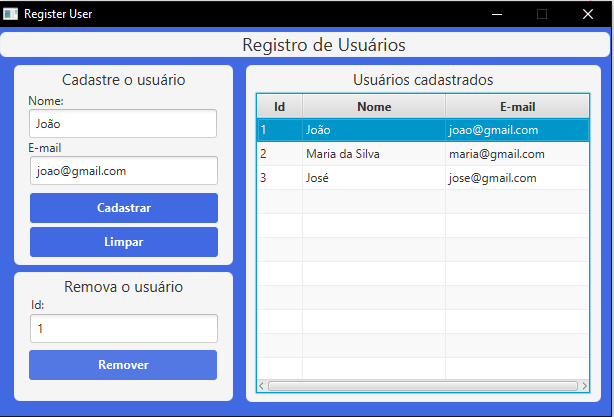 Register User
Registro de Usuários
Cadastre o usuário
Nome:
João
E-mail
joao@gmail.com
Cadastrar
Limpar
Remova o usuário
Id:
1
Remover
Usuários cadastrados
Id Nome E-mail
1 João joao@gmail.com
2 Maria da Silva maria@gmail.com
3 José jose@gmail.com